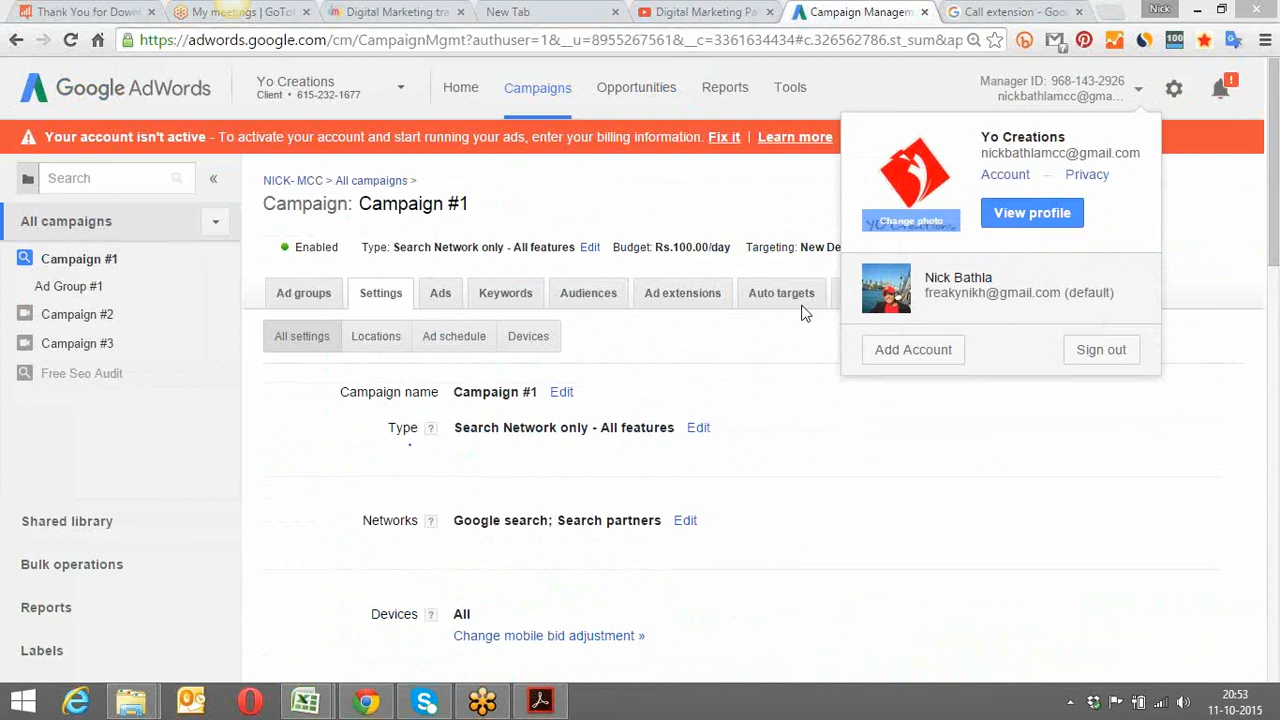 Thank You for Down
My meetings | GoToM
Digital Marketing tra
New Tab
Digital Marketing Pa
Campaign Managem
Call extension - Goo
Nick
https://adwords.google.com/cm/CampaignMgmt?authuser=1&__u=8955267561&__c=3361634434#c.326562786.st_sum&ap
100
Google AdWords
Yo Creations
Client • 615-232-1677
Home
Campaigns
Opportunities
Reports
Tools
Manager ID: 968-143-2926
nickbathlamcc@gma...
!
Your account isn't active - To activate your account and start running your ads, enter your billing information. Fix it | Learn more
Yo Creations
nickbathlamcc@gmail.com
Account – Privacy
Change photo
YO Creations
View profile
Nick Bathla
freakynikh@gmail.com (default)
Add Account
Sign out
Search
«
All campaigns
Campaign #1
Ad Group #1
Campaign #2
Campaign #3
Free Seo Audit
Shared library
Bulk operations
Reports
Labels
NICK- MCC > All campaigns >
Campaign: Campaign #1
Enabled
Type: Search Network only - All features Edit
Budget: Rs.100.00/day
Targeting: New De
Ad groups
Settings
Ads
Keywords
Audiences
Ad extensions
Auto targets
All settings
Locations
Ad schedule
Devices
Campaign name Campaign #1 Edit
Type ? Search Network only - All features Edit
Networks ? Google search; Search partners Edit
Devices ? All
Change mobile bid adjustment »
20:53
11-10-2015